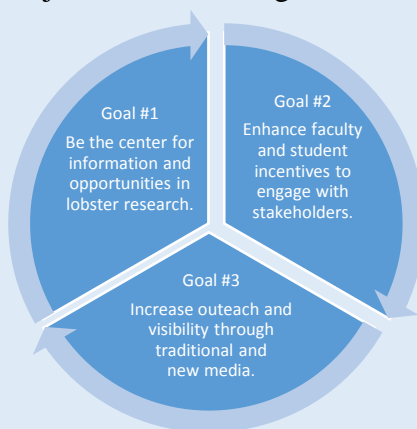 Goal #1
Be the center for
information and
opportunities in
lobster research.
Goal #2
Enhance faculty
and student
incentives to
engage with
stakeholders.
Goal #3
Increase outeach and
visibility through
traditional and
new media.